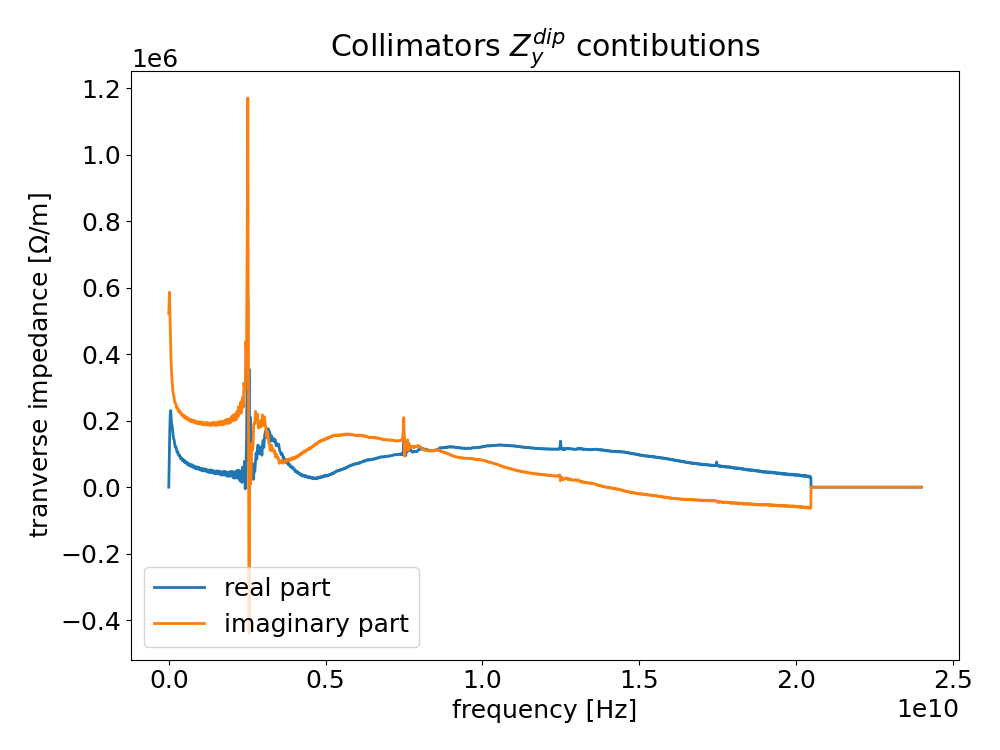 Collimators $Z_y^{dip}$ contibutions
1e6
1.2
1.0
0.8
0.6
0.4
0.2
0.0
−0.2
−0.4
tranverse impedance [Ω/m]
real part
imaginary part
0.0 0.5 1.0 1.5 2.0 2.5
frequency [Hz]
1e10